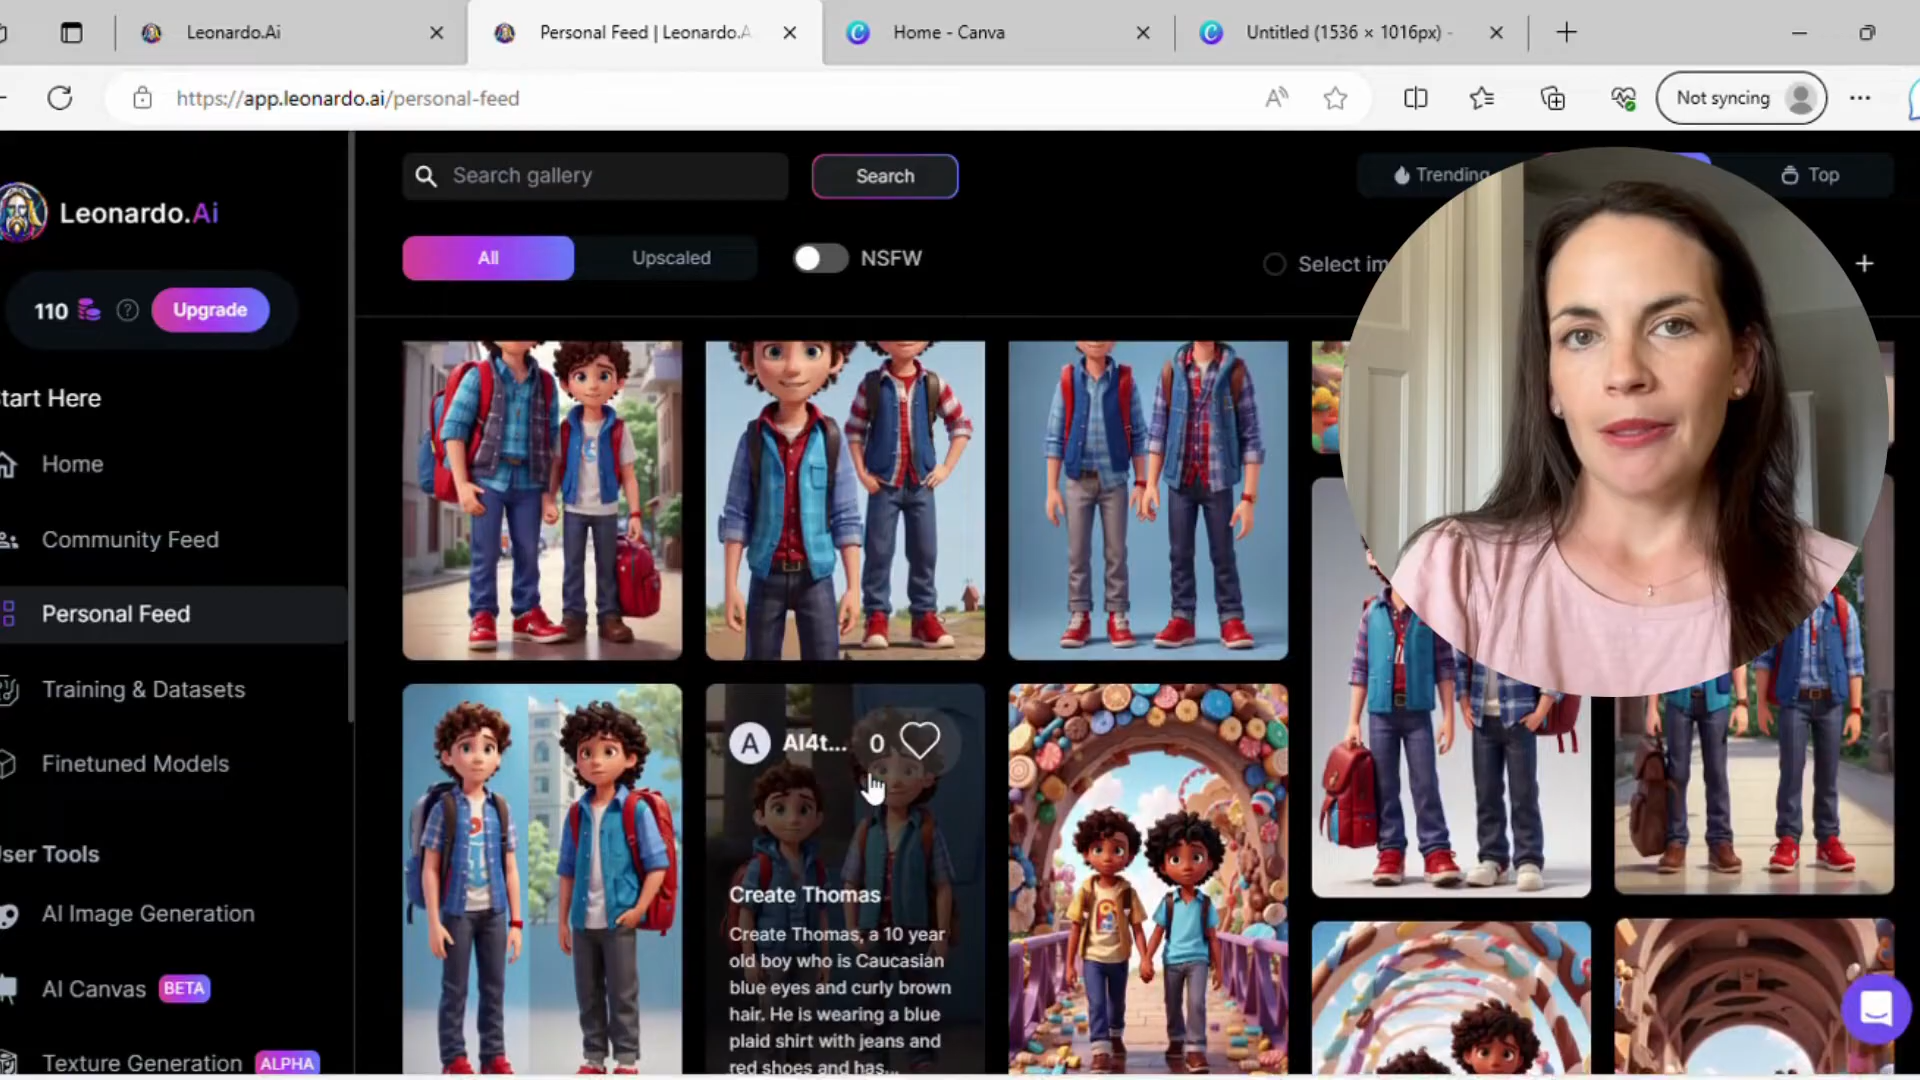 Leonardo.Ai
Personal Feed | Leonardo.A
Home - Canva
Untitled (1536 × 1016px) -
https://app.leonardo.ai/personal-feed
Not syncing
Leonardo.Ai
Search gallery
Search
Trending
Top
All
Upscaled
NSFW
Select im
110
Upgrade
tart Here
Home
Community Feed
Personal Feed
Training & Datasets
Finetuned Models
ser Tools
AI Image Generation
AI Canvas BETA
Texture Generation ALPHA
A AI4t... 0
Create Thomas
Create Thomas, a 10 year
old boy who is Caucasian
blue eyes and curly brown
hair. He is wearing a blue
plaid shirt with jeans and
red shoes and has...